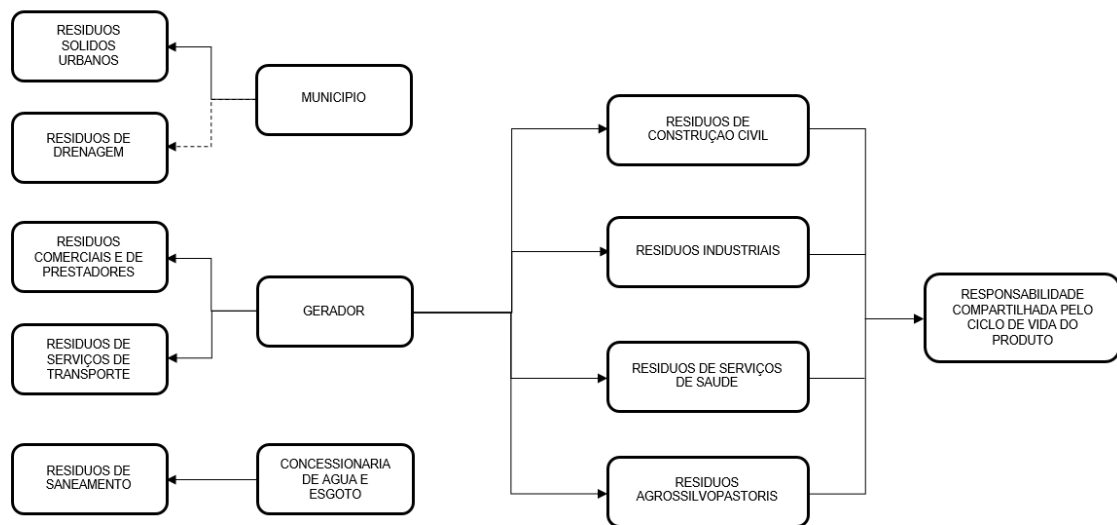 RESIDUOS
SOLIDOS
URBANOS
MUNICIPIO
RESIDUOS DE
DRENAGEM
RESIDUOS
COMERCIAIS E DE
PRESTADORES
GERADOR
RESIDUOS DE
SERVIÇOS DE
TRANSPORTE
RESIDUOS DE
SANEAMENTO
CONCESSIONARIA
DE AGUA E
ESGOTO
RESIDUOS DE
CONSTRUÇAO CIVIL
RESIDUOS INDUSTRIAIS
RESIDUOS DE SERVIÇOS
DE SAUDE
RESIDUOS
AGROSSILVOPASTORIS
RESPONSABILIDADE
COMPARTILHADA PELO
CICLO DE VIDA DO
PRODUTO